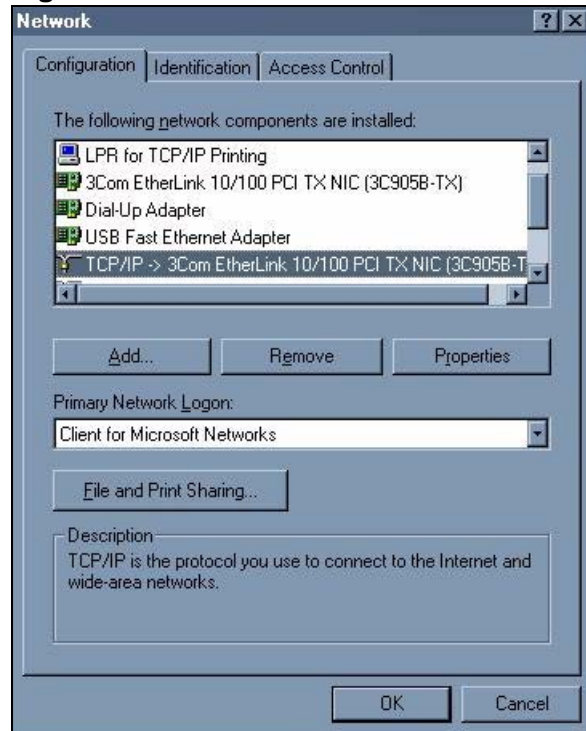 Network
Configuration Identification Access Control
The following network components are installed:
LPR for TCP/IP Printing
3Com EtherLink 10/100 PCI TX NIC (3C905B-TX)
Dial-Up Adapter
USB Fast Ethernet Adapter
TCP/IP -> 3Com EtherLink 10/100 PCI TX NIC (3C905B-T
Add... Remove Properties
Primary Network Logon:
Client for Microsoft Networks
File and Print Sharing...
Description
TCP/IP is the protocol you use to connect to the Internet and
wide-area networks.
OK Cancel